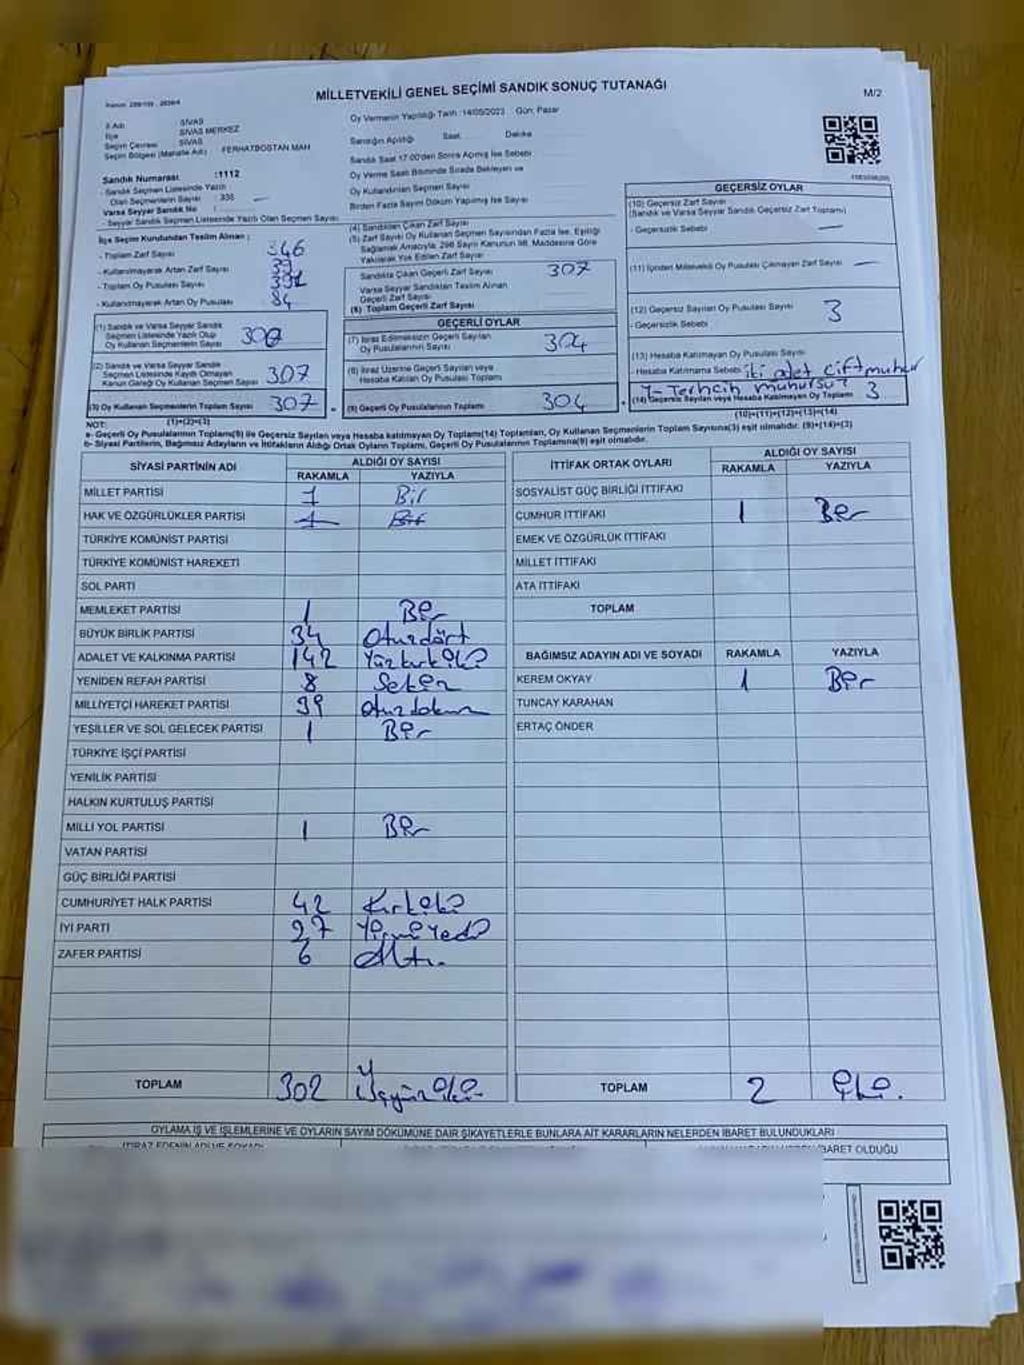 MİLLETVEKİLİ GENEL SEÇİMİ SANDIK SONUÇ TUTANAĞI
M/2
İl Adı : SİVAS
İlçe : SİVAS MERKEZ
Seçim Çevresi : SİVAS
Seçim Bölgesi (Mahalle Adı) : FERHATBOSTAN MAH
Sandık Numarası :1112
- Sandık Seçmen Listesinde Yazılı
Olan Seçmenlerin Sayısı : 335
Varsa Seyyar Sandık No :
- Seyyar Sandık Seçmen Listesinde Yazılı Olan Seçmen Sayısı
Oy Vermenin Yapıldığı Tarih :14/05/2023 Gün: Pazar
Sandığın Açıldığı Saat Dakika
Sandık Saat 17:00'den Sonra Açılmış İse Sebebi
Oy Verme Saati Bitiminde Sırada Bekleyen ve
Oy Kullandırılan Seçmen Sayısı
Birden Fazla Sayım Döküm Yapılmış İse Sayısı
(4) Sandıktan Çıkan Zarf Sayısı
(5) Zarf Sayısı Oy Kullanan Seçmen Sayısından Fazla İse, Eşitliği
Sağlamak Amacıyla, 298 Sayılı Kanunun 98. Maddesine Göre
Yakılarak Yok Edilen Zarf Sayısı
İlçe Seçim Kurulundan Teslim Alınan ;
- Toplam Zarf Sayısı 346
- Kullanılmayarak Artan Zarf Sayısı 39
- Toplam Oy Pusulası Sayısı
- Kullanılmayarak Artan Oy Pusulası 84
(1) Sandık ve Varsa Seyyar Sandık
Seçmen Listesinde Yazılı Olup
Oy Kullanan Seçmenlerin Sayısı
(2) Sandık ve Varsa Seyyar Sandık
Seçmen Listesinde Kaydı Olmayan
Kanun Gereği Oy Kullanan Seçmen Sayısı 307
(3) Oy Kullanan Seçmenlerin Toplam Sayısı 307
(1)+(2)=(3)
Sandıkta Çıkan Geçerli Zarf Sayısı 307
Varsa Seyyar Sandıktan Teslim Alınan
Geçerli Zarf Sayısı
(6) Toplam Geçerli Zarf Sayısı
GEÇERLİ OYLAR
(7) İtiraz Edilmeksizin Geçerli Sayılan
Oy Pusulalarının Sayısı 304
(8) İtiraz Üzerine Geçerli Sayılan veya
Hesaba Katılan Oy Pusulası Toplamı
(9) Geçerli Oy Pusulalarının Toplamı 304
GEÇERSİZ OYLAR
(10) Geçersiz Zarf Sayısı
(Sandık ve Varsa Seyyar Sandık Geçersiz Zarf Toplamı)
- Geçersizlik Sebebi
(11) İçinden Milletvekili Oy Pusulası Çıkmayan Zarf Sayısı
(12) Geçersiz Sayılan Oy Pusulası Sayısı 3
- Geçersizlik Sebebi
(13) Hesaba Katılmayan Oy Pusulası Sayısı
- Hesaba Katılmama Sebebi iki adet çift mühür
Tercih mühürsü
(14) Geçersiz Sayılan veya Hesaba Katılmayan Oy Toplamı 3
(10)+(11)+(12)+(13)=(14)
NOT:
a- Geçerli Oy Pusulaları Toplamı(9) ile Geçersiz Sayılan veya Hesaba katılmayan Oy Toplamı(14) Toplamları, Oy Kullanan Seçmenlerin Toplam Sayısına(3) eşit olmalıdır. (9)+(14)=(3)
b- Siyasi Partilerin, Bağımsız Adayların ve İttifakların Aldığı Ortak Oyların Toplamı, Geçerli Oy Pusulaları Toplamına(9) eşit olmalıdır.
SİYASİ PARTİNİN ADI ALDIĞI OY SAYISI
RAKAMLA YAZIYLA
MİLLET PARTİSİ 1 Bir
HAK VE ÖZGÜRLÜKLER PARTİSİ 1 Bir
TÜRKİYE KOMÜNİST PARTİSİ
TÜRKİYE KOMÜNİST HAREKETİ
SOL PARTİ
MEMLEKET PARTİSİ 1 Bir
BÜYÜK BİRLİK PARTİSİ 34 Otuzdört
ADALET VE KALKINMA PARTİSİ 142 Yüzkırkiki
YENİDEN REFAH PARTİSİ 8 Sekiz
MİLLİYETÇİ HAREKET PARTİSİ 39 Otuzdokuz
YEŞİLLER VE SOL GELECEK PARTİSİ 1 Bir
TÜRKİYE İŞÇİ PARTİSİ
YENİLİK PARTİSİ
HALKIN KURTULUŞ PARTİSİ
MİLLİ YOL PARTİSİ 1 Bir
VATAN PARTİSİ
GÜÇ BİRLİĞİ PARTİSİ
CUMHURİYET HALK PARTİSİ 42 Kırkiki
İYİ PARTİ 27 Yirmiyedi
ZAFER PARTİSİ 6 Altı.
TOPLAM 302 Üçyüziki
İTTİFAK ORTAK OYLARI ALDIĞI OY SAYISI
RAKAMLA YAZIYLA
SOSYALİST GÜÇ BİRLİĞİ İTTİFAKI
CUMHUR İTTİFAKI 1 Bir
EMEK VE ÖZGÜRLÜK İTTİFAKI
MİLLET İTTİFAKI
ATA İTTİFAKI
TOPLAM
BAĞIMSIZ ADAYIN ADI VE SOYADI RAKAMLA YAZIYLA
KEREM OKYAY 1 Bir
TUNCAY KARAHAN
ERTAÇ ÖNDER
TOPLAM 2 İki.
OYLAMA İŞ VE İŞLEMLERİNE VE OYLARIN SAYIM DÖKÜMÜNE DAİR ŞİKAYETLERLE BUNLARA AİT KARARLARIN NELERDEN İBARET BULUNDUKLARI
İTİRAZ EDENİN ADI VE SOYADI
İBARET OLDUĞU